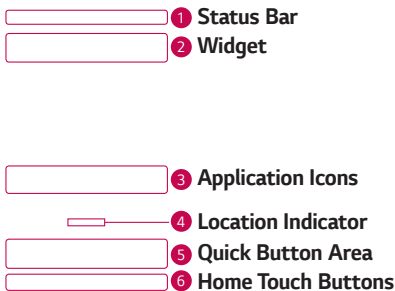 1 Status Bar
2 Widget
3 Application Icons
4 Location Indicator
5 Quick Button Area
6 Home Touch Buttons